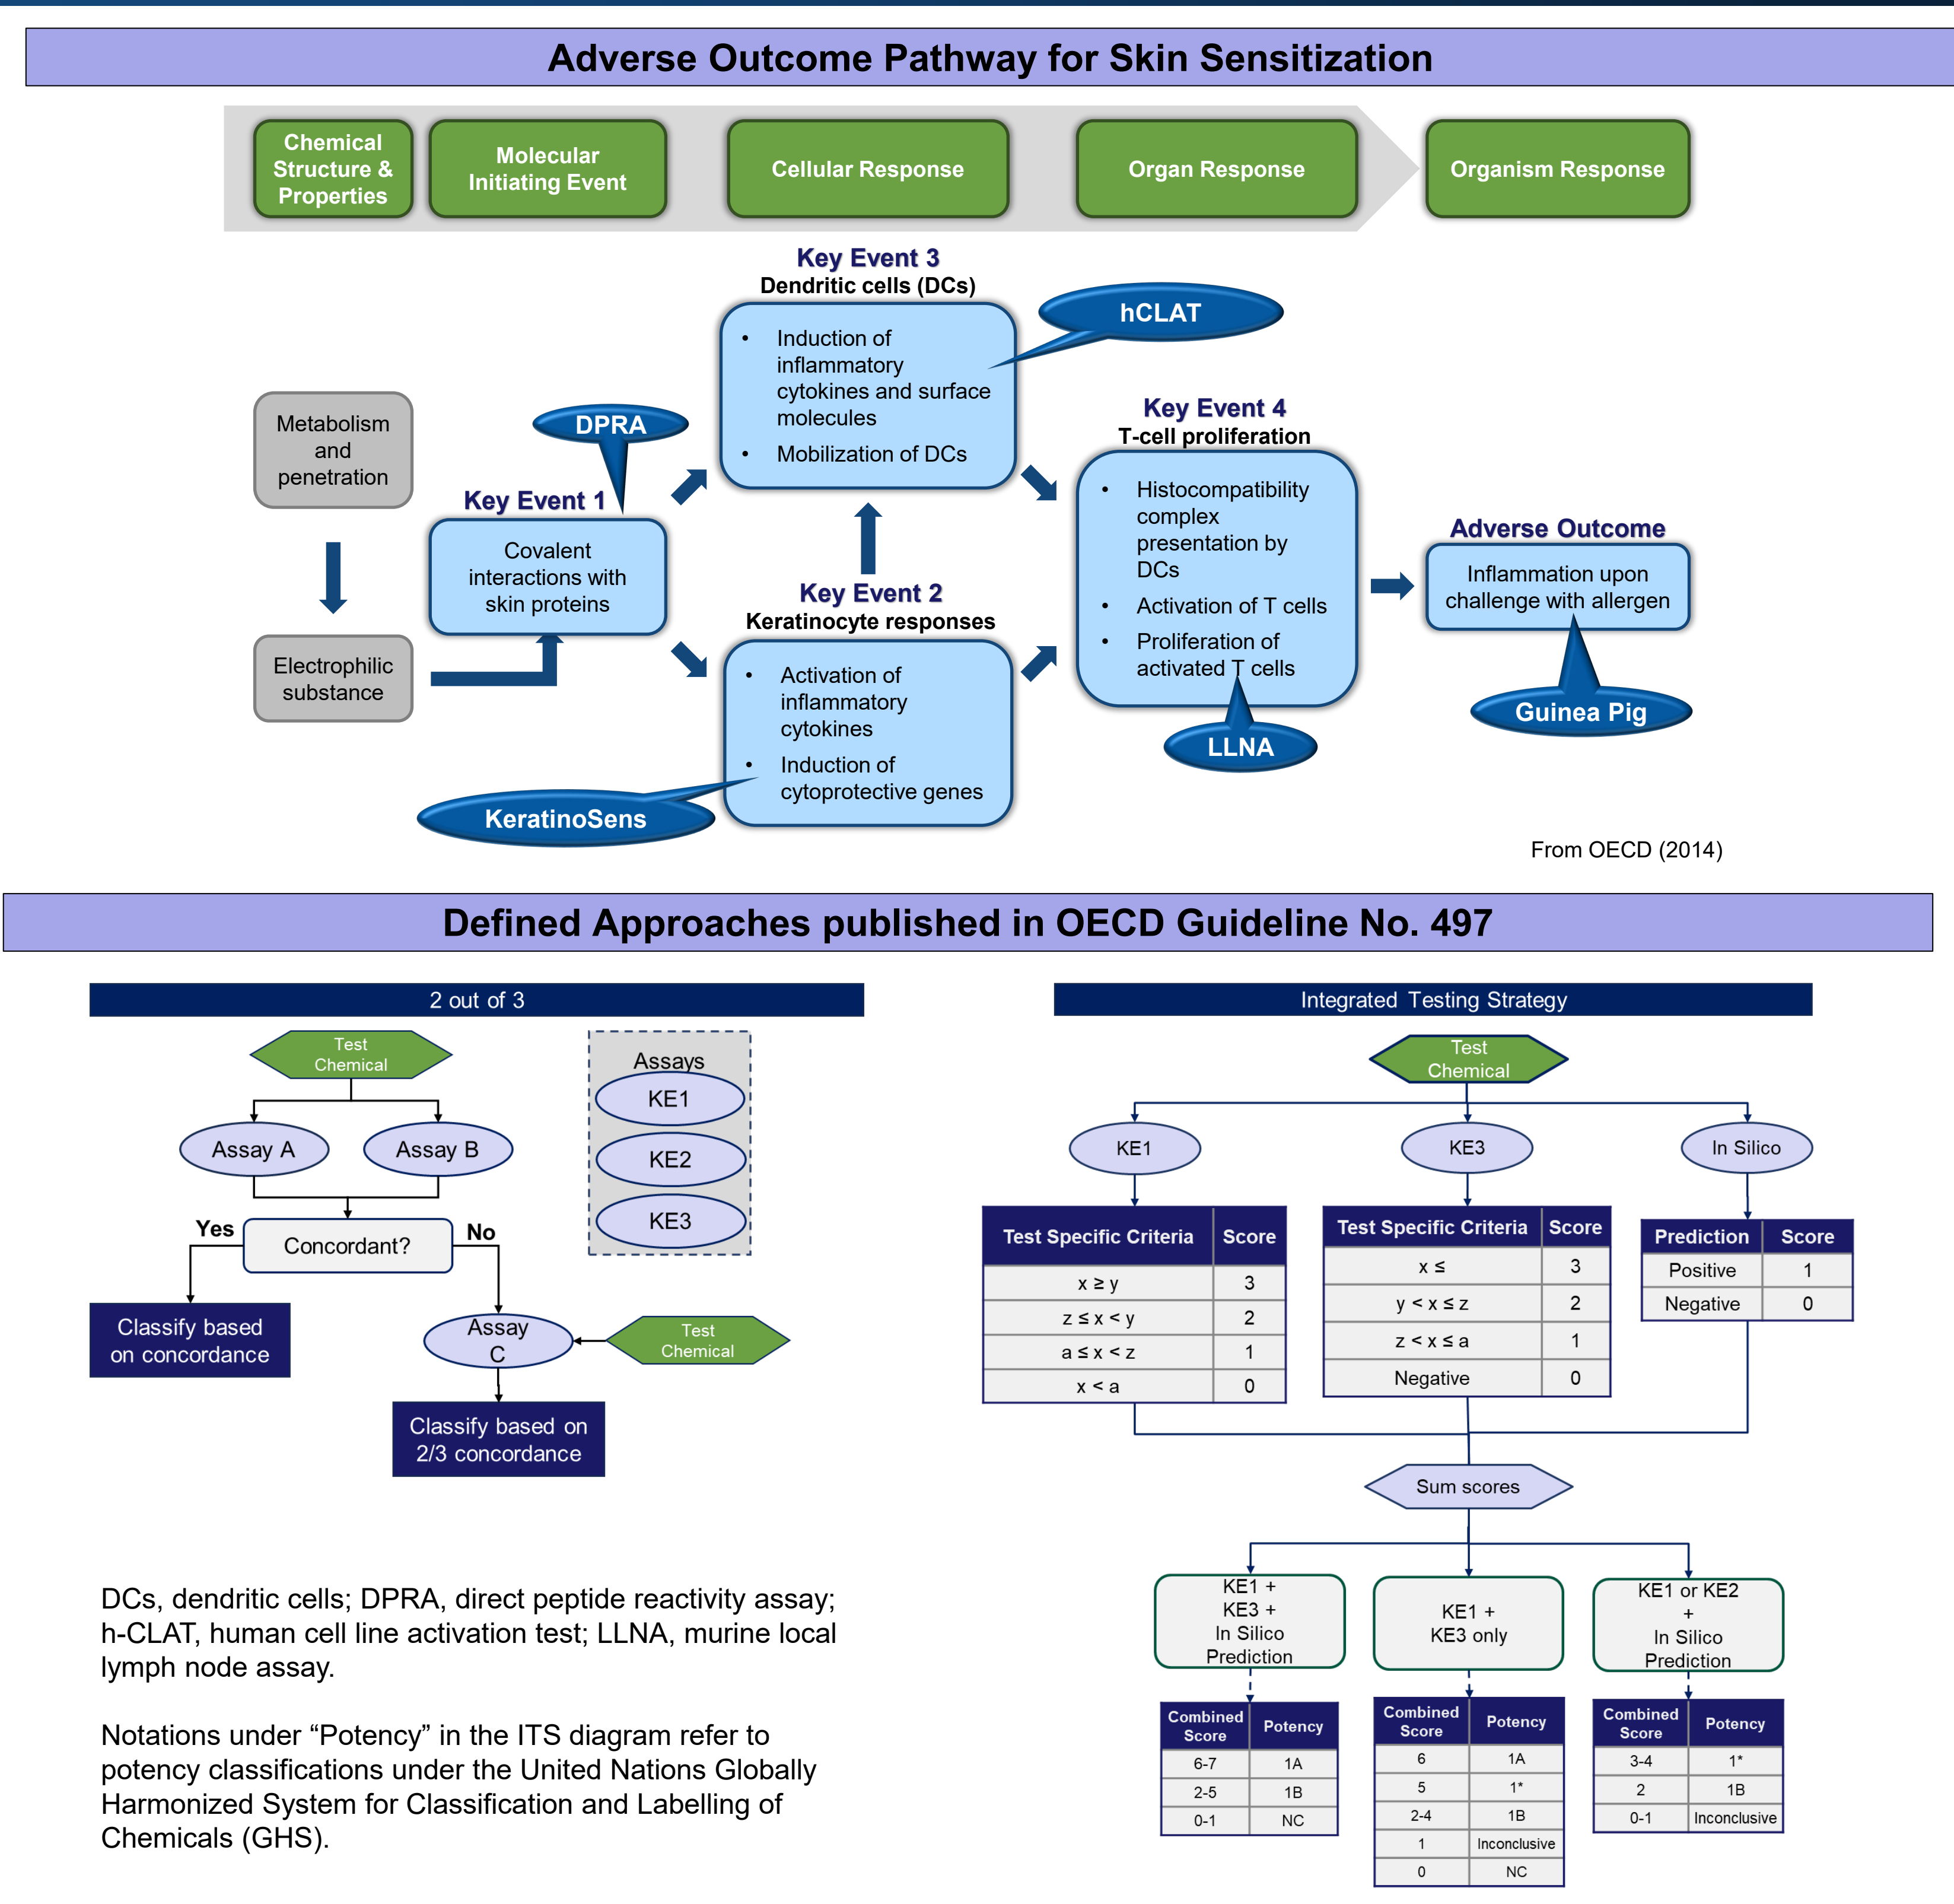 Adverse Outcome Pathway for Skin Sensitization
Chemical
Structure &
Properties
Molecular
Initiating Event
Cellular Response
Organ Response
Organism Response
Key Event 3
Dendritic cells (DCs)
• Induction of
inflammatory
cytokines and surface
molecules
• Mobilization of DCs
hCLAT
Metabolism
and
penetration
DPRA
Key Event 1
Covalent
interactions with
skin proteins
Electrophilic
substance
Key Event 2
Keratinocyte responses
• Activation of
inflammatory
cytokines
• Induction of
cytoprotective genes
KeratinoSens
Key Event 4
T-cell proliferation
• Histocompatibility
complex
presentation by
DCs
• Activation of T cells
• Proliferation of
activated T cells
LLNA
Adverse Outcome
Inflammation upon
challenge with allergen
Guinea Pig
From OECD (2014)
Defined Approaches published in OECD Guideline No. 497
2 out of 3
Test
Chemical
Assay A
Assay B
Assays
KE1
KE2
KE3
Yes
Concordant?
No
Classify based
on concordance
Assay
C
Test
Chemical
Classify based on
2/3 concordance
DCs, dendritic cells; DPRA, direct peptide reactivity assay;
h-CLAT, human cell line activation test; LLNA, murine local
lymph node assay.
Notations under “Potency” in the ITS diagram refer to
potency classifications under the United Nations Globally
Harmonized System for Classification and Labelling of
Chemicals (GHS).
Integrated Testing Strategy
Test
Chemical
KE1
KE3
In Silico
Test Specific Criteria Score
x ≥ y 3
z ≤ x < y 2
a ≤ x < z 1
x < a 0
Test Specific Criteria Score
x ≤ 3
y < x ≤ z 2
z < x ≤ a 1
Negative 0
Prediction Score
Positive 1
Negative 0
Sum scores
KE1 +
KE3 +
In Silico
Prediction
KE1 +
KE3 only
KE1 or KE2
+
In Silico
Prediction
Combined
Score Potency
6-7 1A
2-5 1B
0-1 NC
Combined
Score Potency
6 1A
5 1*
2-4 1B
1 Inconclusive
0 NC
Combined
Score Potency
3-4 1*
2 1B
0-1 Inconclusive